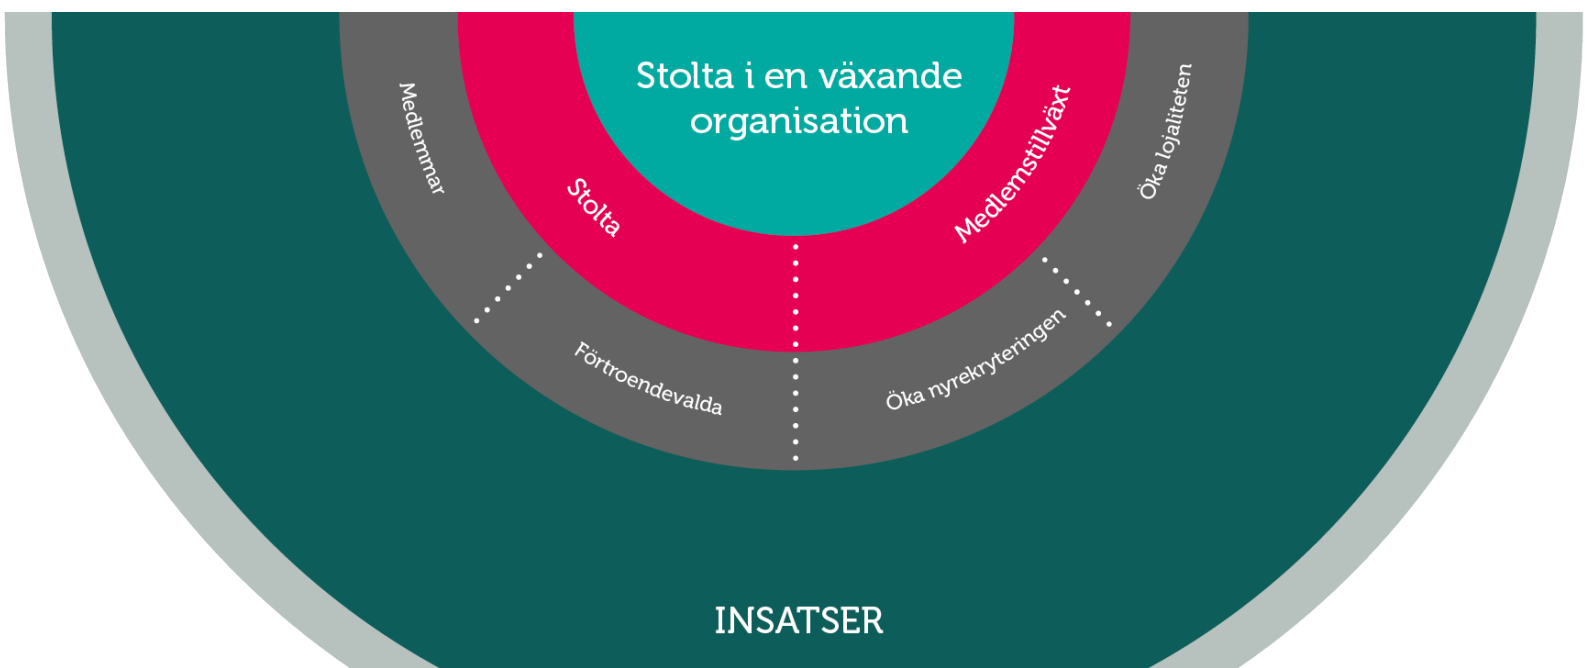 Stolta i en växande
organisation
Stolta
Medlemstillväxt
Medlemmar
Förtroendevalda
Öka nyrekryteringen
Öka lojaliteten
INSATSER